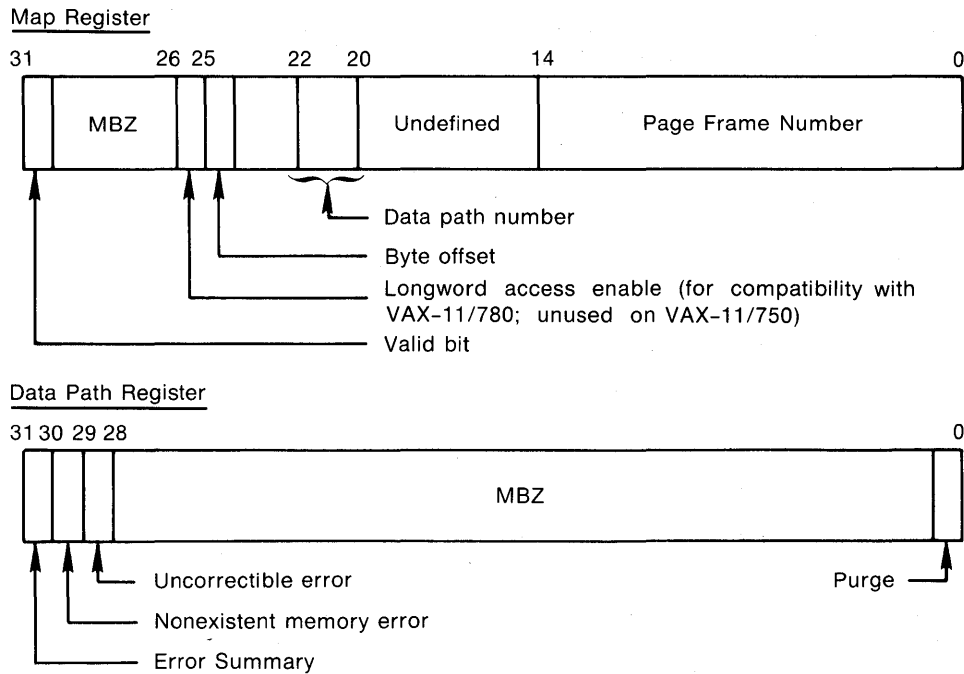 Map Register
31 26 25 22 20 14 0
MBZ Undefined Page Frame Number
Data path number
Byte offset
Longword access enable (for compatibility with
VAX-11/780; unused on VAX-11/750)
Valid bit
Data Path Register
31 30 29 28 0
MBZ
Uncorrectible error Purge
Nonexistent memory error
Error Summary